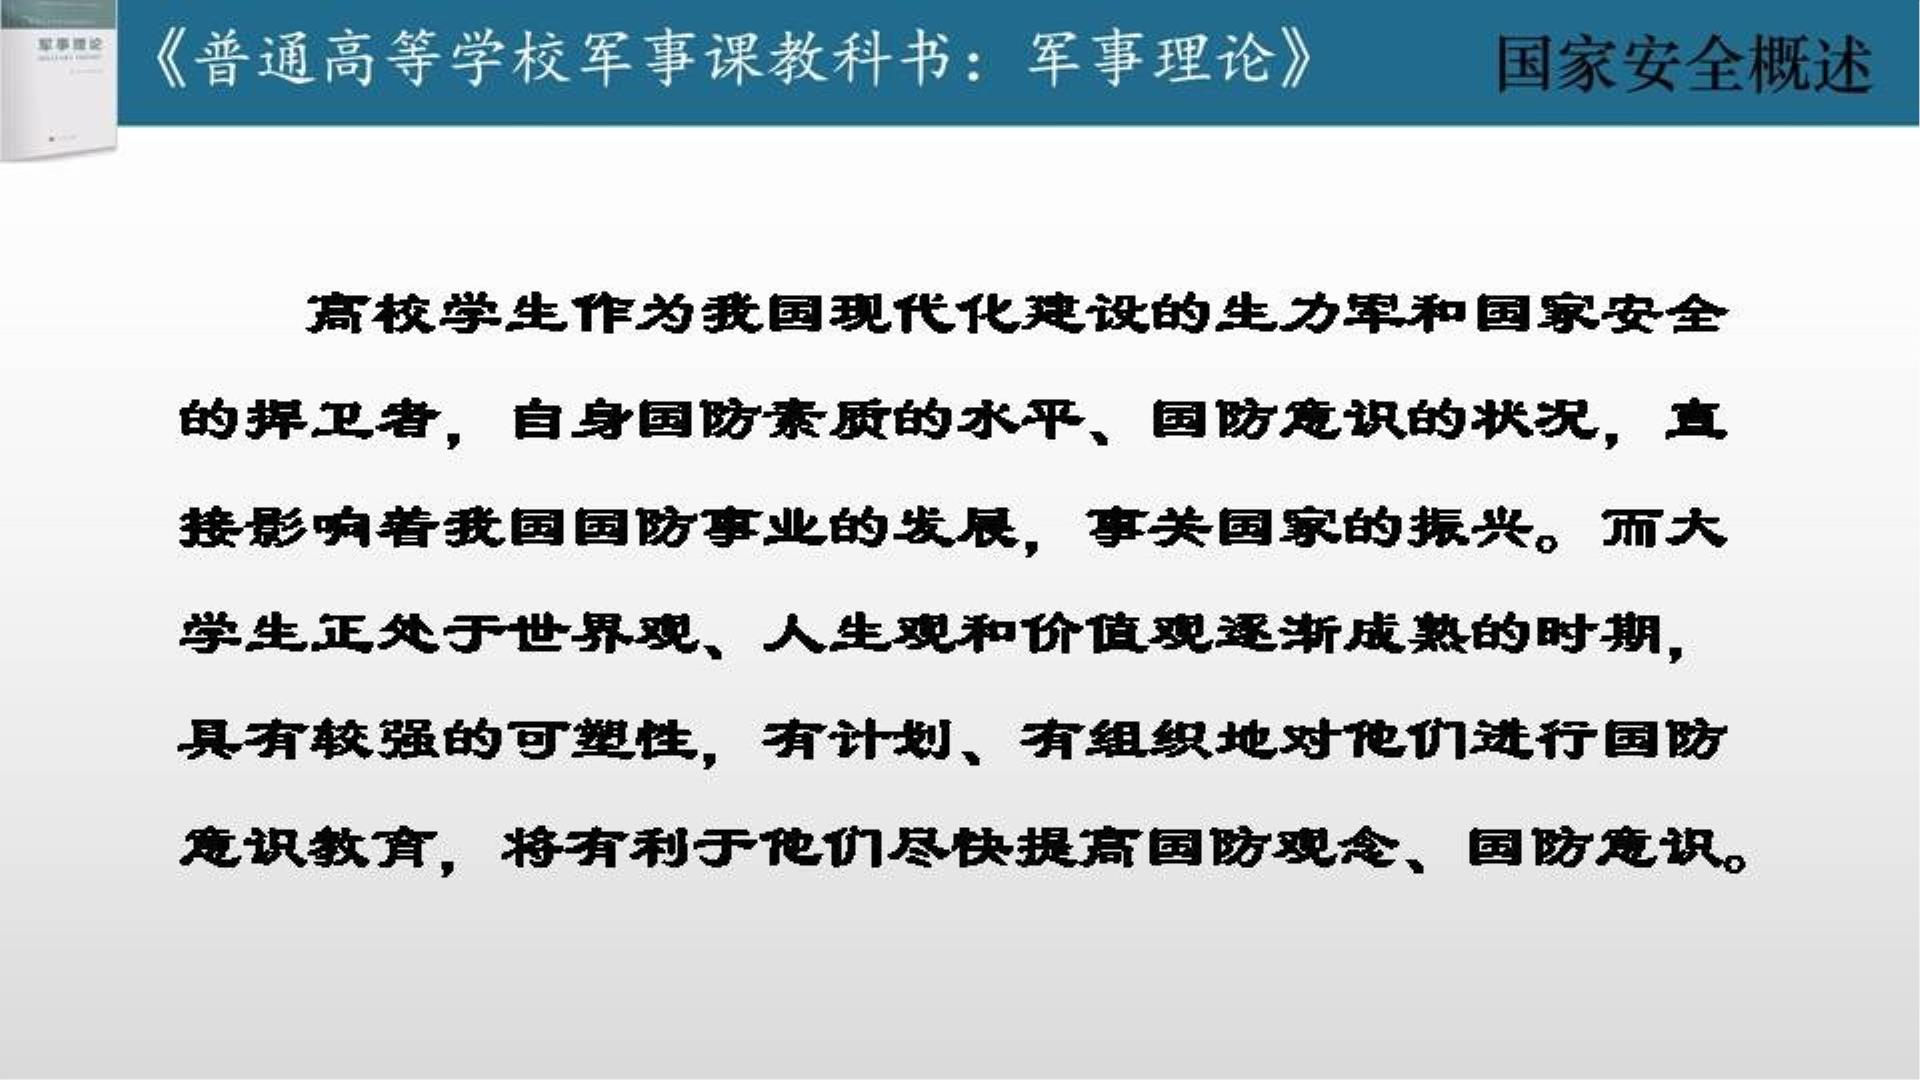 军事理论
《普通高等学校军事课教科书：军事理论》
国家安全概述
高校学生作为我国现代化建设的生力军和国家安全
的捍卫者，自身国防素质的水平、国防意识的状况，直
接影响着我国国防事业的发展，事关国家的振兴。而大
学生正处于世界观、人生观和价值观逐渐成熟的时期，
具有较强的可塑性，有计划、有组织地对他们进行国防
意识教育，将有利于他们尽快提高国防观念、国防意识。